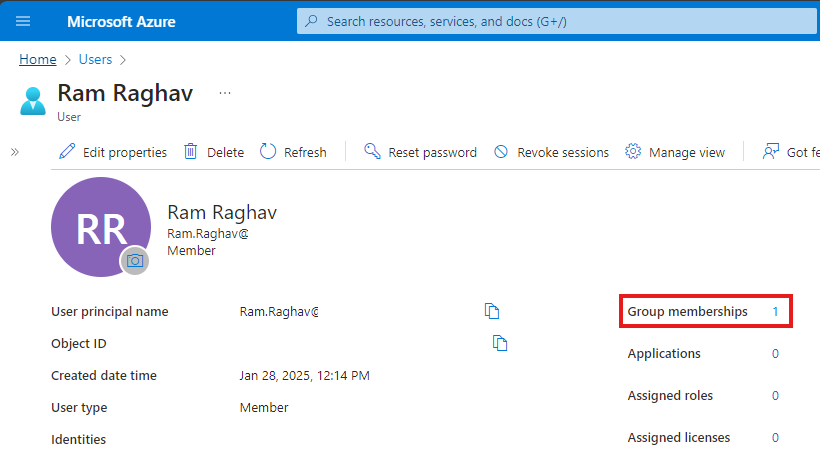 Microsoft Azure
Search resources, services, and docs (G+/)
Home > Users >
Ram Raghav ...
User
» Edit properties Delete Refresh Reset password Revoke sessions Manage view Got fe
RR
Ram Raghav
Ram.Raghav@
Member
User principal name Ram.Raghav@ Group memberships 1
Object ID
Applications 0
Created date time Jan 28, 2025, 12:14 PM
Assigned roles 0
User type Member
Assigned licenses 0
Identities